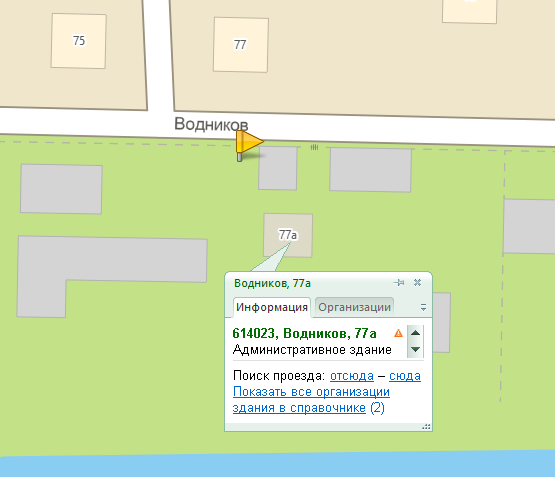 75
77
Водников
77а
Водников, 77а
Информация
Организации
614023, Водников, 77а
Административное здание
Поиск проезда: отсюда – сюда
Показать все организации
здания в справочнике (2)